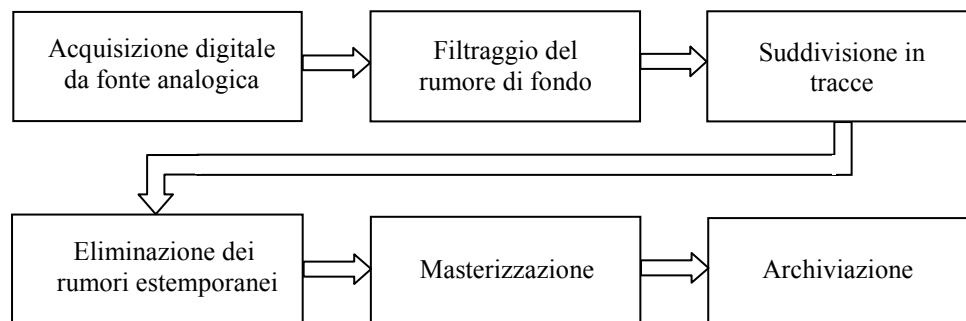 Acquisizione digitale
da fonte analogica
Filtraggio del
rumore di fondo
Suddivisione in
tracce
Eliminazione dei
rumori estemporanei
Masterizzazione
Archiviazione